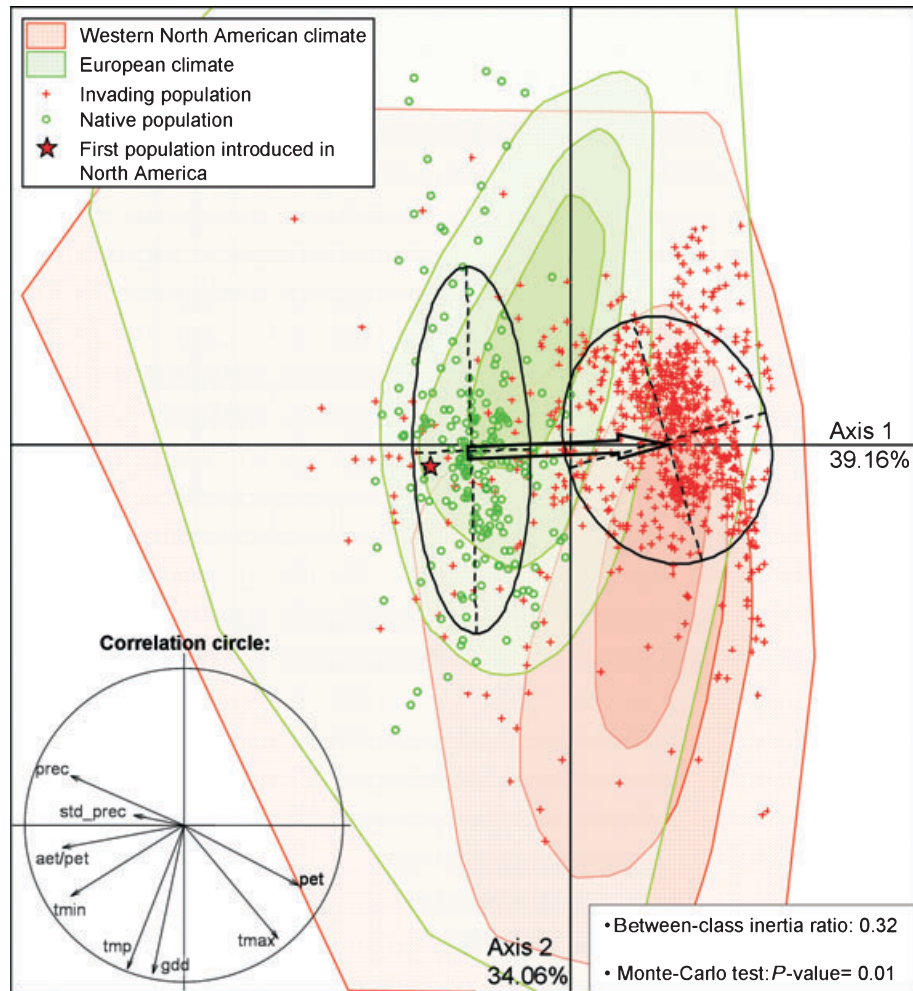 Western North American climate
European climate
Invading population
Native population
First population introduced in
North America
Axis 1
39.16%
Correlation circle:
prec
std_prec
aet/pet
tmin
tmp
gdd
tmax
pet
Axis 2
34.06%
•Between-class inertia ratio: 0.32
• Monte-Carlo test: P-value= 0.01